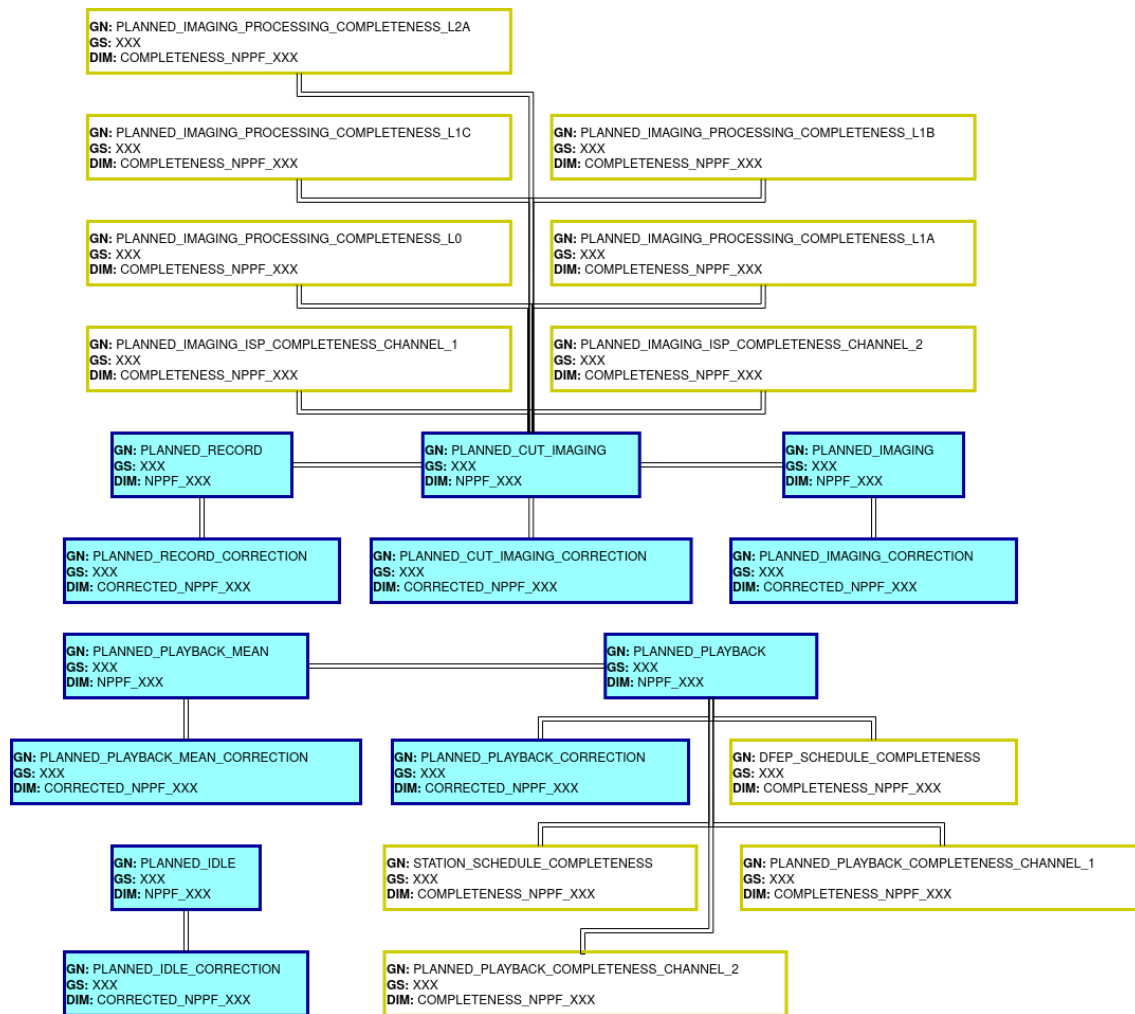 GN: PLANNED_IMAGING_PROCESSING_COMPLETENESS_L2A
GS: XXX
DIM: COMPLETENESS_NPPF_XXX
GN: PLANNED_IMAGING_PROCESSING_COMPLETENESS_L1C
GS: XXX
DIM: COMPLETENESS_NPPF_XXX
GN: PLANNED_IMAGING_PROCESSING_COMPLETENESS_L1B
GS: XXX
DIM: COMPLETENESS_NPPF_XXX
GN: PLANNED_IMAGING_PROCESSING_COMPLETENESS_L0
GS: XXX
DIM: COMPLETENESS_NPPF_XXX
GN: PLANNED_IMAGING_PROCESSING_COMPLETENESS_L1A
GS: XXX
DIM: COMPLETENESS_NPPF_XXX
GN: PLANNED_IMAGING_ISP_COMPLETENESS_CHANNEL_1
GS: XXX
DIM: COMPLETENESS_NPPF_XXX
GN: PLANNED_IMAGING_ISP_COMPLETENESS_CHANNEL_2
GS: XXX
DIM: COMPLETENESS_NPPF_XXX
GN: PLANNED_RECORD
GS: XXX
DIM: NPPF_XXX
GN: PLANNED_CUT_IMAGING
GS: XXX
DIM: NPPF_XXX
GN: PLANNED_IMAGING
GS: XXX
DIM: NPPF_XXX
GN: PLANNED_RECORD_CORRECTION
GS: XXX
DIM: CORRECTED_NPPF_XXX
GN: PLANNED_CUT_IMAGING_CORRECTION
GS: XXX
DIM: CORRECTED_NPPF_XXX
GN: PLANNED_IMAGING_CORRECTION
GS: XXX
DIM: CORRECTED_NPPF_XXX
GN: PLANNED_PLAYBACK_MEAN
GS: XXX
DIM: NPPF_XXX
GN: PLANNED_PLAYBACK
GS: XXX
DIM: NPPF_XXX
GN: PLANNED_PLAYBACK_MEAN_CORRECTION
GS: XXX
DIM: CORRECTED_NPPF_XXX
GN: PLANNED_PLAYBACK_CORRECTION
GS: XXX
DIM: CORRECTED_NPPF_XXX
GN: DFEP_SCHEDULE_COMPLETENESS
GS: XXX
DIM: COMPLETENESS_NPPF_XXX
GN: PLANNED_IDLE
GS: XXX
DIM: NPPF_XXX
GN: STATION_SCHEDULE_COMPLETENESS
GS: XXX
DIM: COMPLETENESS_NPPF_XXX
GN: PLANNED_PLAYBACK_COMPLETENESS_CHANNEL_1
GS: XXX
DIM: COMPLETENESS_NPPF_XXX
GN: PLANNED_IDLE_CORRECTION
GS: XXX
DIM: CORRECTED_NPPF_XXX
GN: PLANNED_PLAYBACK_COMPLETENESS_CHANNEL_2
GS: XXX
DIM: COMPLETENESS_NPPF_XXX